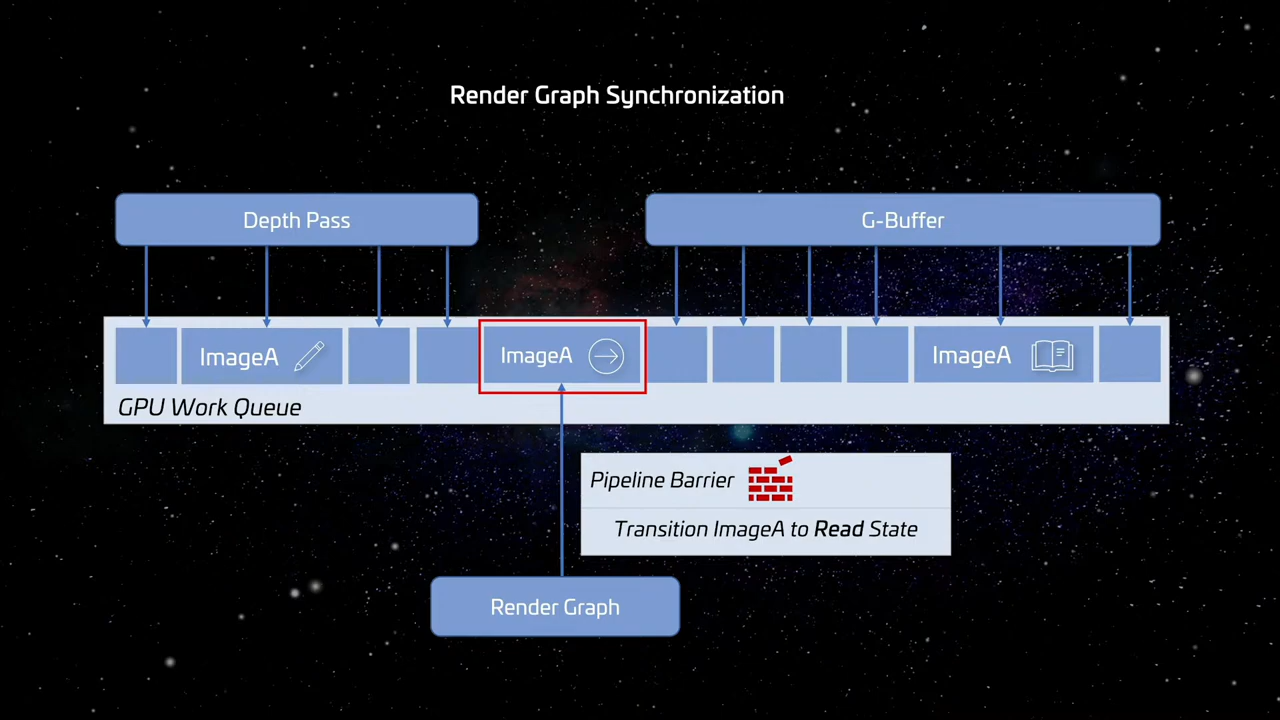 Render Graph Synchronization
Depth Pass
G-Buffer
ImageA
ImageA
ImageA
GPU Work Queue
Pipeline Barrier
Transition ImageA to Read State
Render Graph